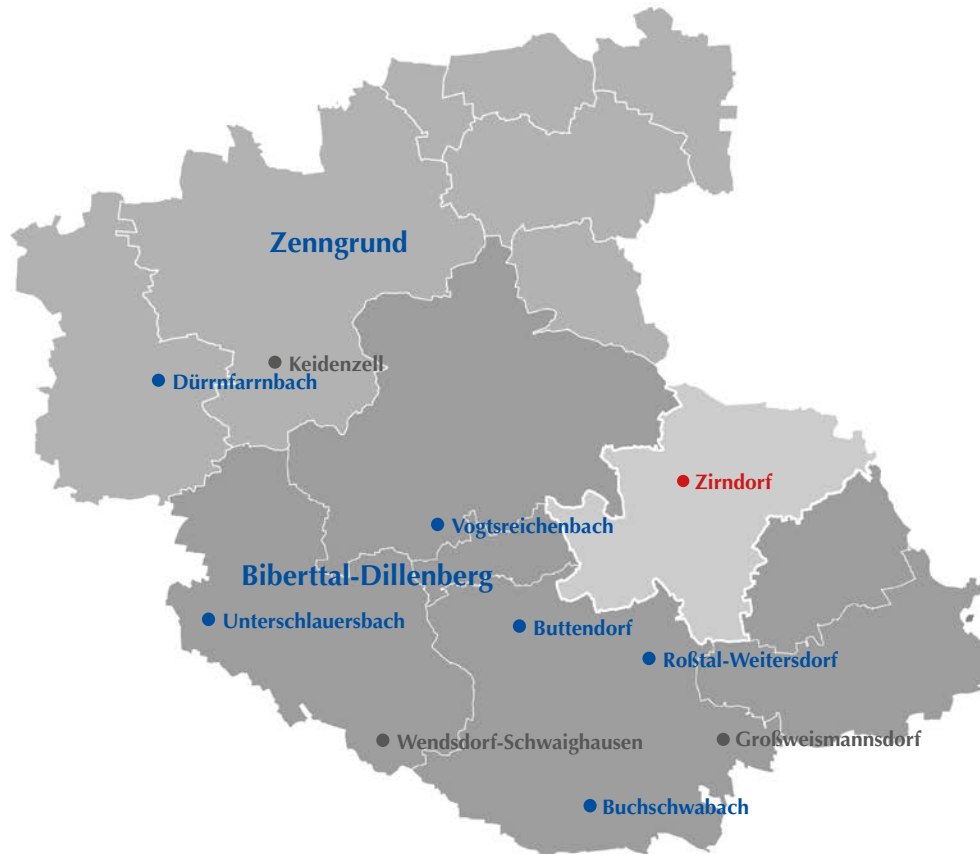 Zenngrund
Keidenzell
Dürrnfarrnbach
Zirndorf
Vogtsreichenbach
Biberttal-Dillenberg
Unterschlauersbach
Buttendorf
Roßtal-Weitersdorf
Wendsdorf-Schwaighausen
Großweismannsdorf
Buchschwabach